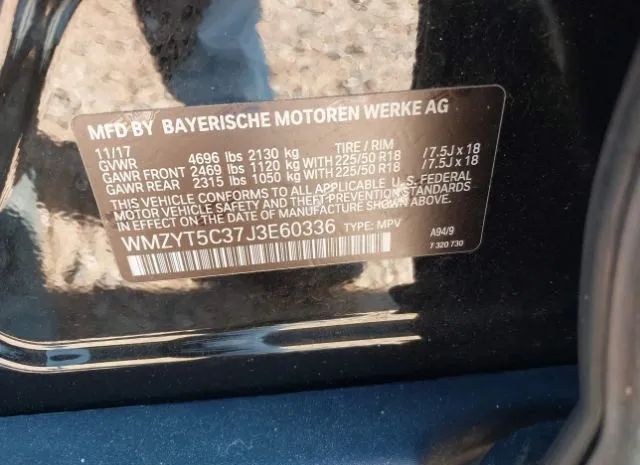 MFD BY BAYERISCHE MOTOREN WERKE AG
11/17 TIRE / RIM
GVWR 4696 lbs 2130 kg
GAWR FRONT 2469 lbs 1120 kg WITH 225/50 R18 /7.5J x 18
GAWR REAR 2315 lbs 1050 kg WITH 225/50 R18 /7.5J x 18
THIS VEHICLE CONFORMS TO ALL APPLICABLE U.S. FEDERAL
MOTOR VEHICLE SAFETY AND THEFT PREVENTION STANDARDS
IN EFFECT ON THE DATE OF MANUFACTURE SHOWN ABOVE.
WMZYT5C37J3E60336 TYPE: MPV
A94/9
7 320 730